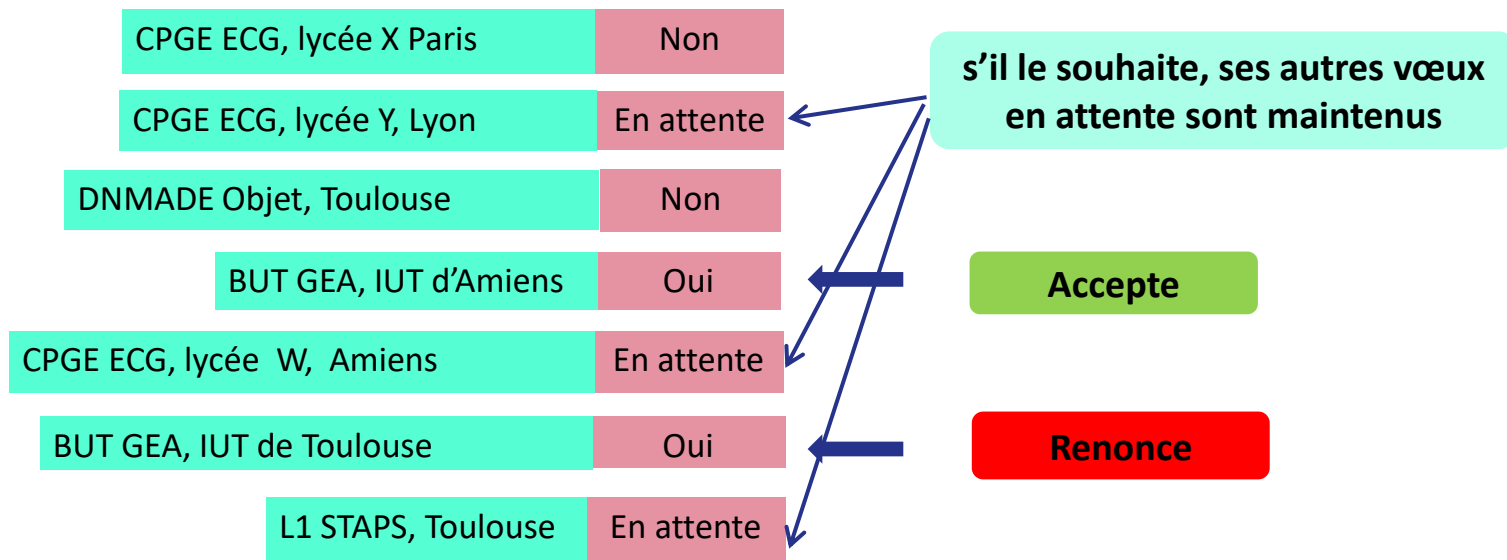 CPGE ECG, lycée X Paris Non
s’il le souhaite, ses autres vœux
en attente sont maintenus
CPGE ECG, lycée Y, Lyon En attente
DNMADE Objet, Toulouse Non
BUT GEA, IUT d’Amiens Oui
Accepte
CPGE ECG, lycée W, Amiens En attente
BUT GEA, IUT de Toulouse Oui
Renonce
L1 STAPS, Toulouse En attente